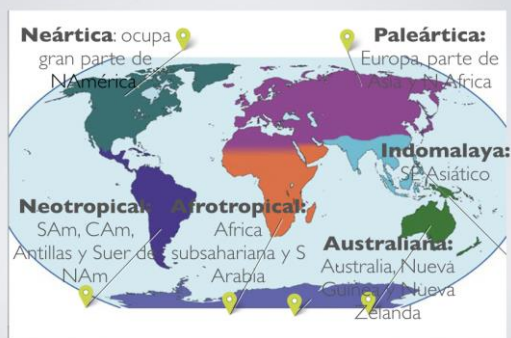 Neártica: ocupa
gran parte de
NAmérica
Paleártica:
Europa, parte de
Asia y N Africa
Indomalaya:
SE Asiático
Neotropical:
SAm, CAm,
Antillas y Suer de
NAm
Afrotropical:
Africa
subsahariana y S
Arabia
Australiana:
Australia, Nueva
Guinea y Nueva
Zelanda